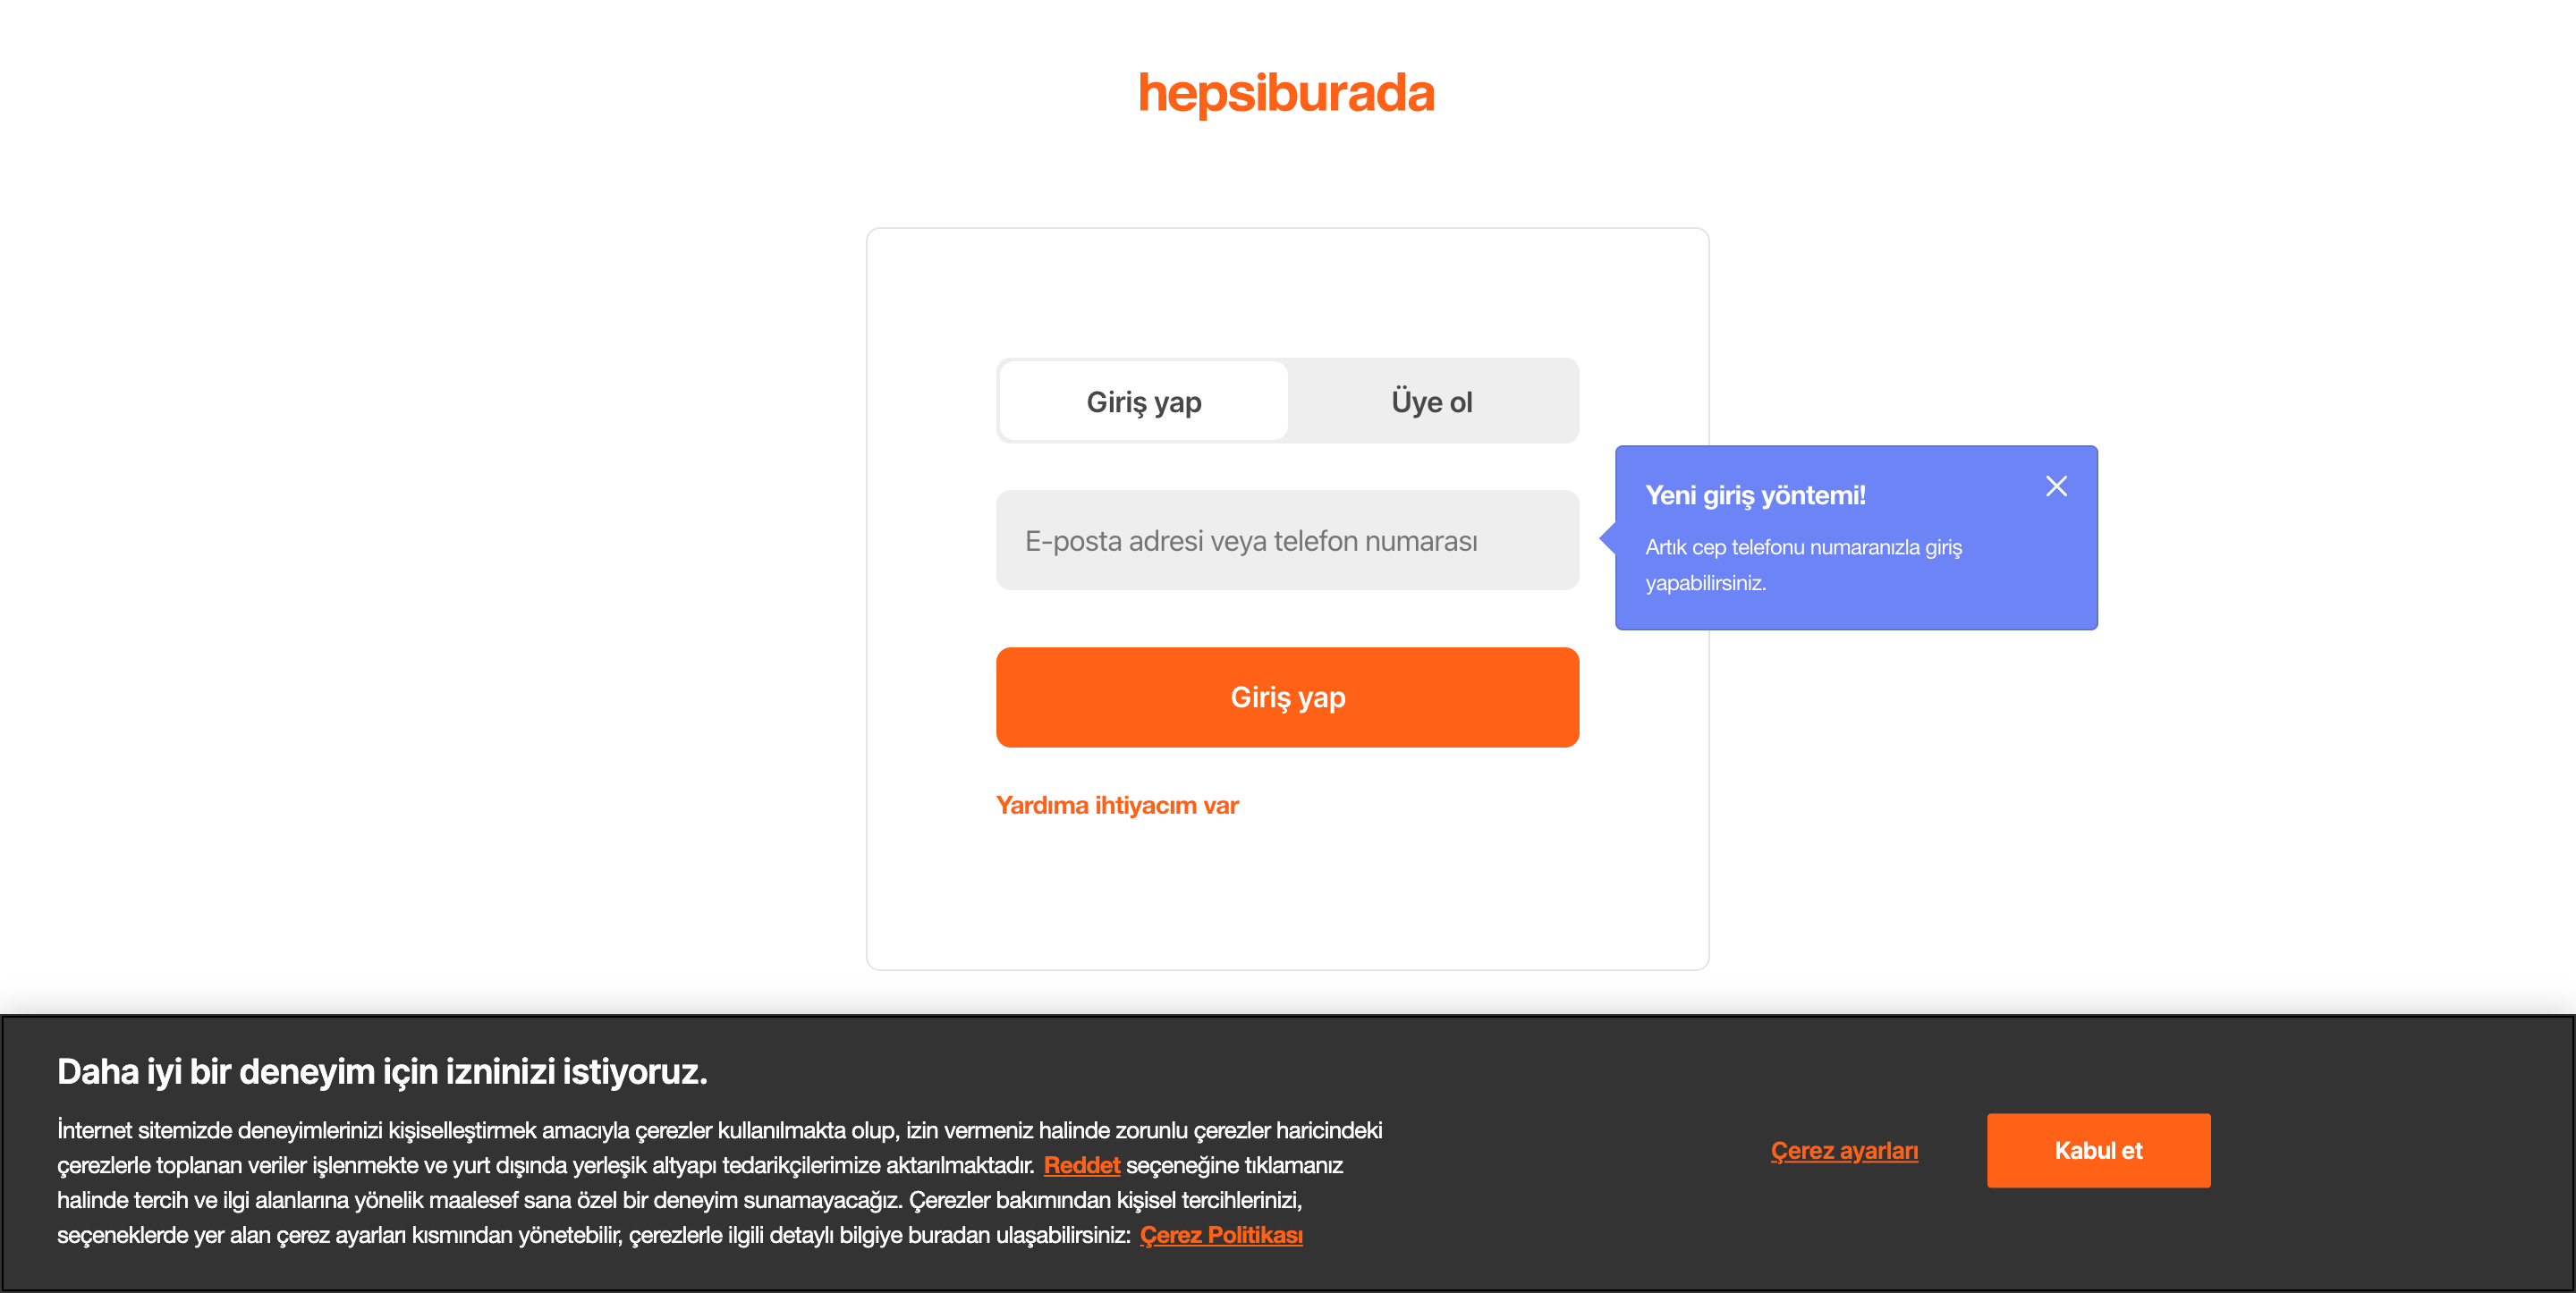 hepsiburada
Giriş yap
Üye ol
E-posta adresi veya telefon numarası
Yeni giriş yöntemi!
Artık cep telefonu numaranızla giriş
yapabilirsiniz.
Giriş yap
Yardıma ihtiyacım var
Daha iyi bir deneyim için izninizi istiyoruz.
İnternet sitemizde deneyimlerinizi kişiselleştirmek amacıyla çerezler kullanılmakta olup, izin vermeniz halinde zorunlu çerezler haricindeki
çerezlerle toplanan veriler işlenmekte ve yurt dışında yerleşik altyapı tedarikçilerimize aktarılmaktadır. Reddet seçeneğine tıklamanız
halinde tercih ve ilgi alanlarına yönelik maalesef sana özel bir deneyim sunamayacağız. Çerezler bakımından kişisel tercihlerinizi,
seçeneklerde yer alan çerez ayarları kısmından yönetebilir, çerezlerle ilgili detaylı bilgiye buradan ulaşabilirsiniz: Çerez Politikası
Çerez ayarları
Kabul et